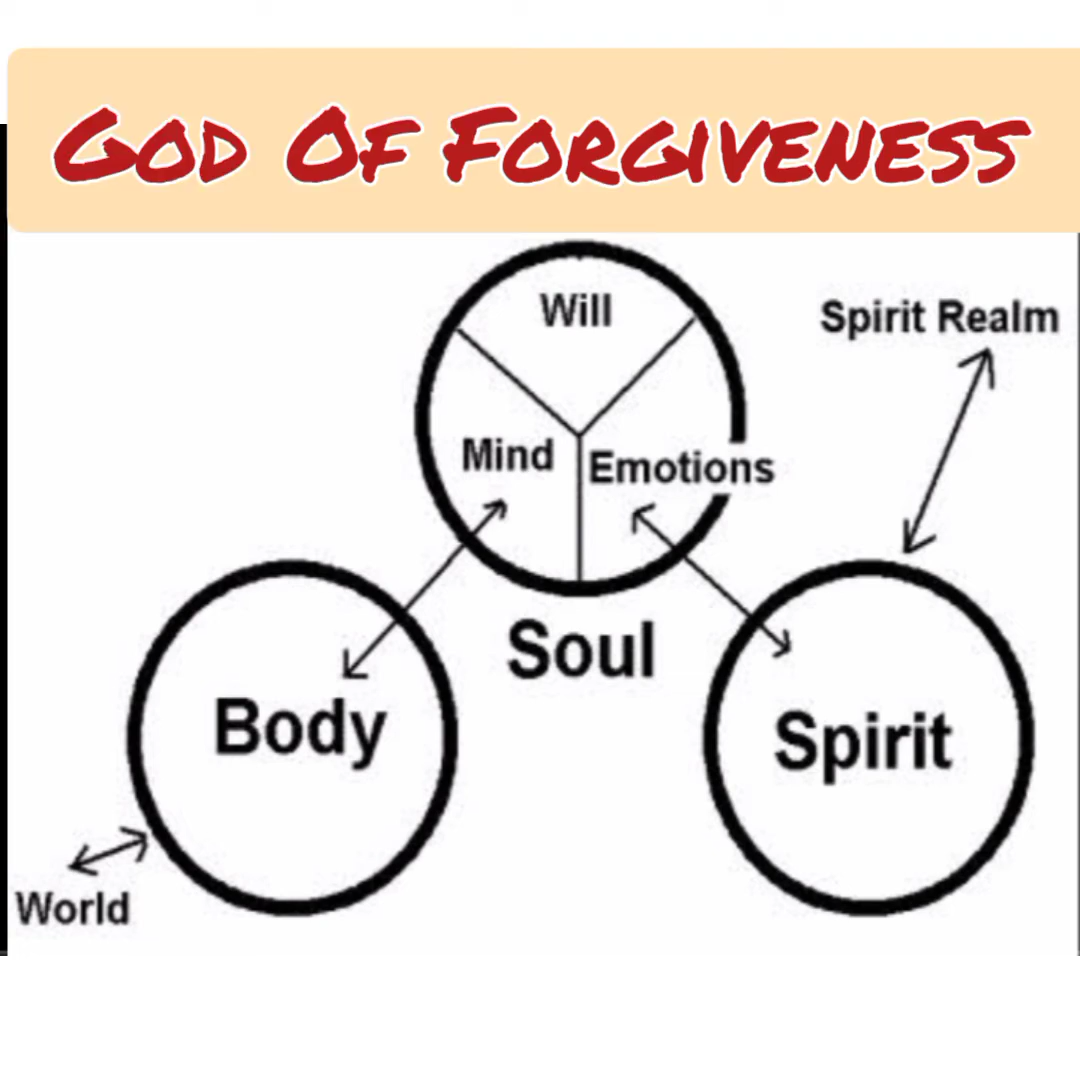 God Of Forgiveness
Will
Spirit Realm
Mind
Emotions
Soul
Body
Spirit
World